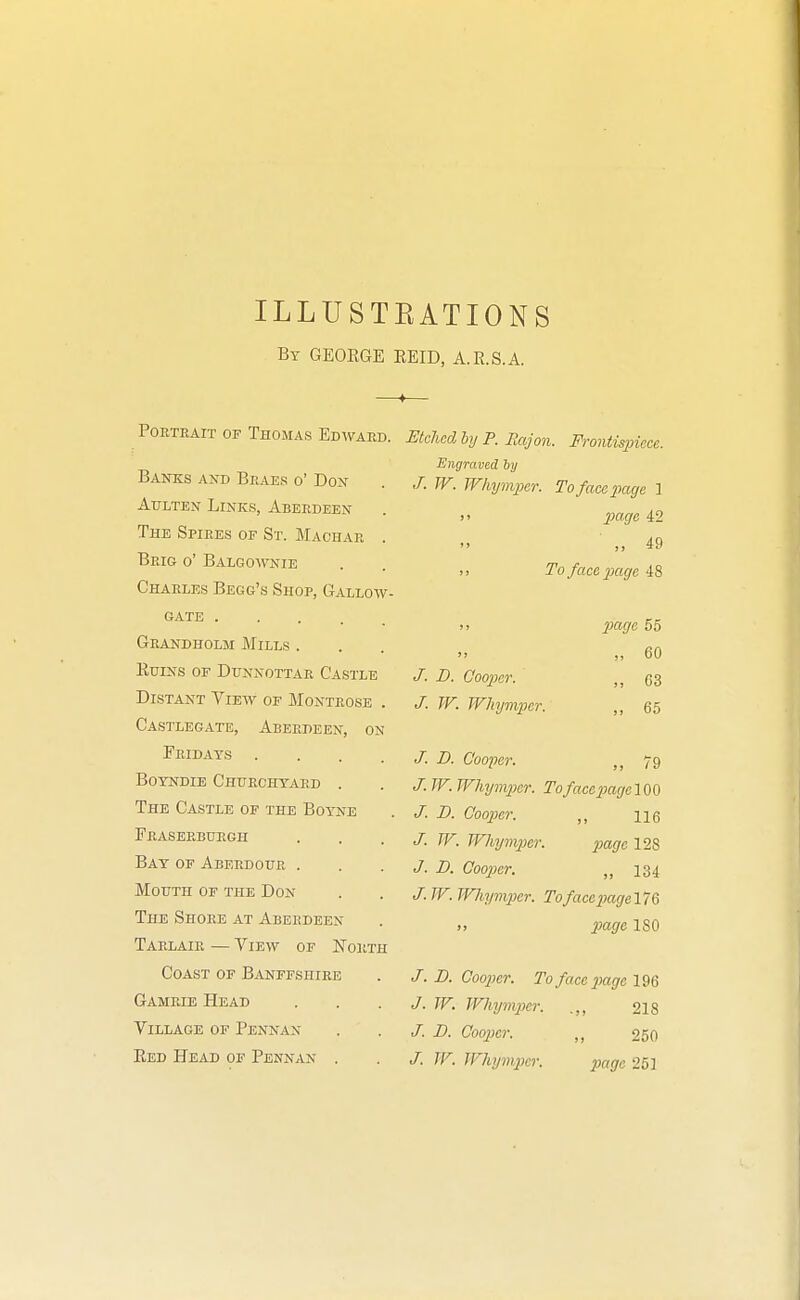 ILLUSTRATIONS
By GEORGE REID, A.R.S.A.
Portrait of Thomas Edward. Etched by P. Rajon. Frontispiece.
Engraved by
Banks and Braes o' Don . J. W. Whymper. To face page 1
Aulten Links, Aberdeen . ,, page 42
The Spires of St. Machar . ,, ,, 49
Brig o' Balgownie . . ,, To face page 48
Charles Begg's Shop, Gallow-
gate . . . . . ,, page 55
Grandholm Mills . . . ,, ,, 60
Ruins of Dunnottar Castle J. D. Cooper. ,, 63
Distant View of Montrose . J. W. Whymper. ,, 65
Castlegate, Aberdeen, on
Fridays . . . . J. D. Cooper. ,, 79
Boyndie Churchyard . . J. W. Whymper. To face page 100
The Castle of the Boyne . J. D. Cooper. ,, 116
Fraserburgh . . . J. W. Whymper. page 128
Bay of Aberdour . . . J. D. Cooper. ,, 134
Mouth of the Don . . J. W. Whymper. To face page 176
The Shore at Aberdeen . ,, page 180
Tarlair — View of North
Coast of Banffshire . J. D. Cooper. To face page 196
Gamrie Head . . . J. W. Whymper. .,, 218
Village of Pennan . . J. D. Cooper. ,, 250
Red Head of Pennan . . J. W. Whymper. page 251